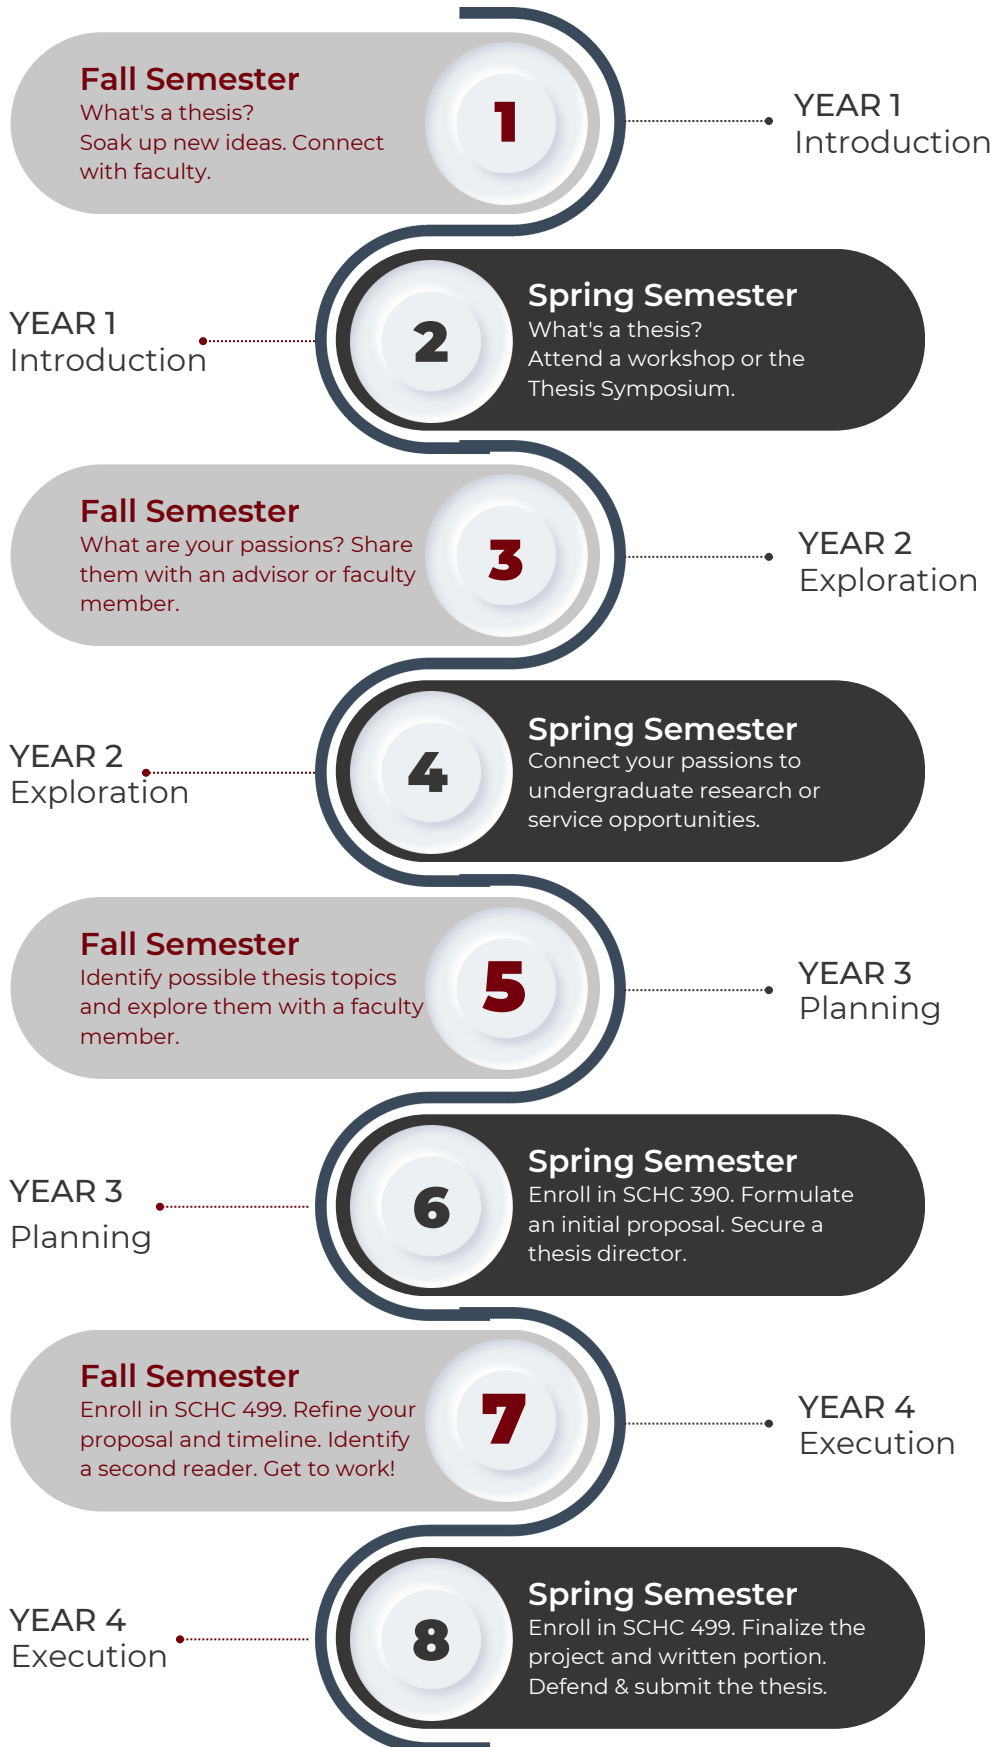 Fall Semester
What's a thesis?
Soak up new ideas. Connect
with faculty.
1
YEAR 1
Introduction
YEAR 1
Introduction
2
Spring Semester
What's a thesis?
Attend a workshop or the
Thesis Symposium.
Fall Semester
What are your passions? Share
them with an advisor or faculty
member.
3
YEAR 2
Exploration
YEAR 2
Exploration
4
Spring Semester
Connect your passions to
undergraduate research or
service opportunities.
Fall Semester
Identify possible thesis topics
and explore them with a faculty
member.
5
YEAR 3
Planning
YEAR 3
Planning
6
Spring Semester
Enroll in SCHC 390. Formulate
an initial proposal. Secure a
thesis director.
Fall Semester
Enroll in SCHC 499. Refine your
proposal and timeline. Identify
a second reader. Get to work!
7
YEAR 4
Execution
YEAR 4
Execution
8
Spring Semester
Enroll in SCHC 499. Finalize the
project and written portion.
Defend & submit the thesis.